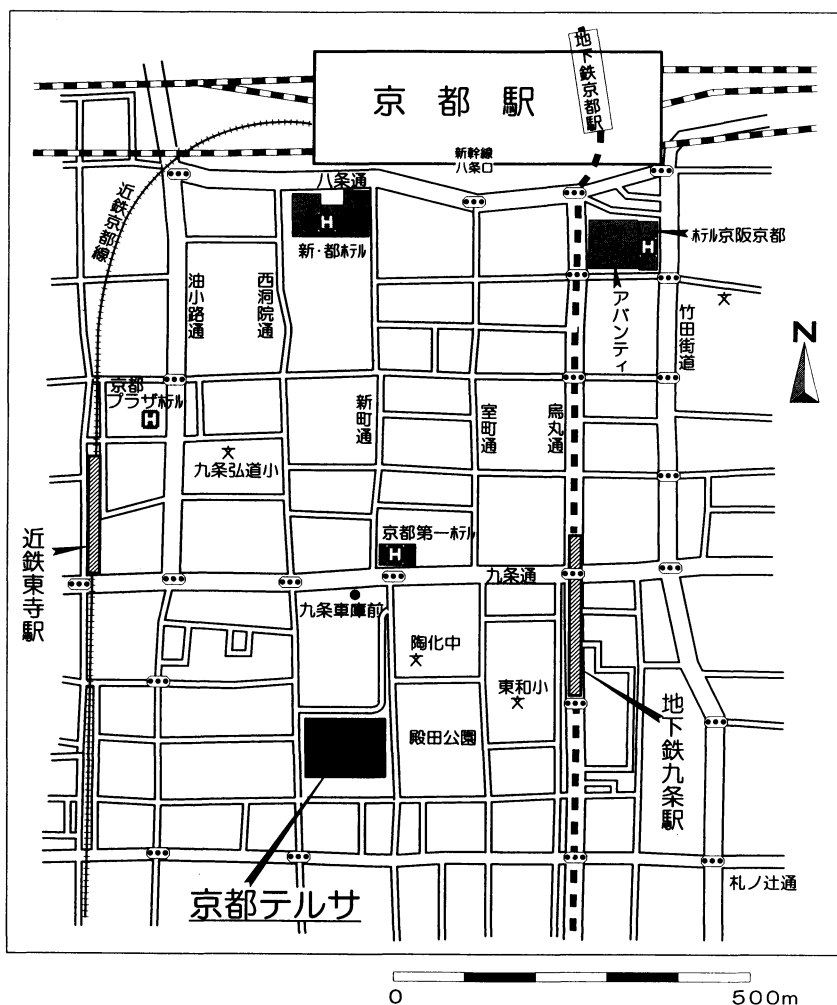 地下鉄京都駅
京都駅
新幹線
八条口
八条通
近鉄京都線
H
新・都ホテル
H
ホテル京阪京都
アバンティ
油小路通
西洞院通
竹田街道
N
京都
プラザホテル
H
新町通
室町通
烏丸通
九条弘道小
京都第一ホテル
H
近鉄東寺駅
九条通
九条車庫前
陶化中
東和小
地下鉄九条駅
殿田公園
京都テルサ
札ノ辻通
0
500m